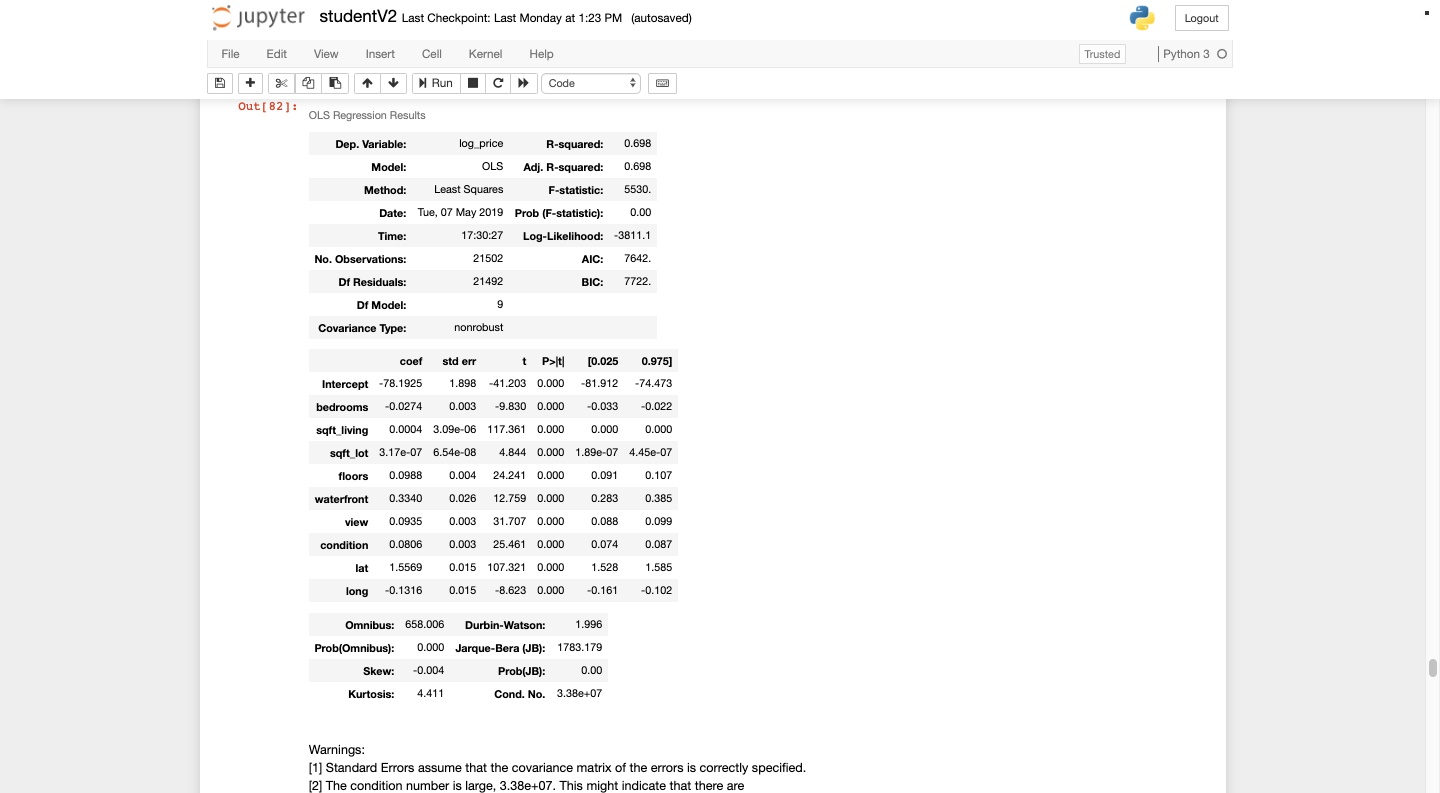 jupyter studentV2 Last Checkpoint: Last Monday at 1:23 PM (autosaved) Logout
File Edit View Insert Cell Kernel Help Trusted Python 3
Run Code
Out[82]:
OLS Regression Results
Dep. Variable: log_price R-squared: 0.698
Model: OLS Adj. R-squared: 0.698
Method: Least Squares F-statistic: 5530.
Date: Tue, 07 May 2019 Prob (F-statistic): 0.00
Time: 17:30:27 Log-Likelihood: -3811.1
No. Observations: 21502 AIC: 7642.
Df Residuals: 21492 BIC: 7722.
Df Model: 9
Covariance Type: nonrobust
coef std err t P>|t| [0.025 0.975]
Intercept -78.1925 1.898 -41.203 0.000 -81.912 -74.473
bedrooms -0.0274 0.003 -9.830 0.000 -0.033 -0.022
sqft_living 0.0004 3.09e-06 117.361 0.000 0.000 0.000
sqft_lot 3.17e-07 6.54e-08 4.844 0.000 1.89e-07 4.45e-07
floors 0.0988 0.004 24.241 0.000 0.091 0.107
waterfront 0.3340 0.026 12.759 0.000 0.283 0.385
view 0.0935 0.003 31.707 0.000 0.088 0.099
condition 0.0806 0.003 25.461 0.000 0.074 0.087
lat 1.5569 0.015 107.321 0.000 1.528 1.585
long -0.1316 0.015 -8.623 0.000 -0.161 -0.102
Omnibus: 658.006 Durbin-Watson: 1.996
Prob(Omnibus): 0.000 Jarque-Bera (JB): 1783.179
Skew: -0.004 Prob(JB): 0.00
Kurtosis: 4.411 Cond. No. 3.38e+07
Warnings:
[1] Standard Errors assume that the covariance matrix of the errors is correctly specified.
[2] The condition number is large, 3.38e+07. This might indicate that there are